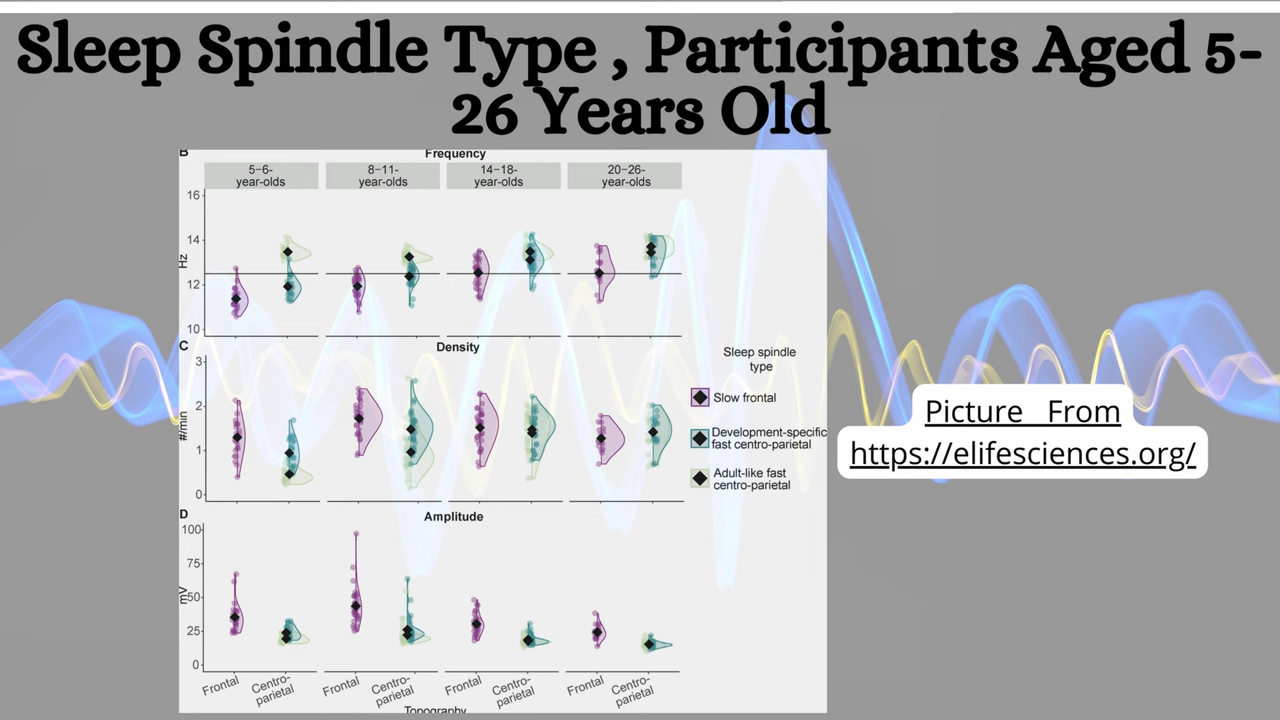 Sleep Spindle Type , Participants Aged 5-
26 Years Old
B
Frequency
5-6-
year-olds
8-11-
year-olds
14-18-
year-olds
20-26-
year-olds
16
14
12
10
Hz
C
Density
3
2
1
0
#/min
Sleep spindle
type
Slow frontal
Development-specific
fast centro-parietal
Adult-like fast
centro-parietal
D
Amplitude
100
75
50
25
0
mV
Frontal
Centro-
parietal
Frontal
Centro-
parietal
Frontal
Centro-
parietal
Frontal
Centro-
parietal
Topography
Picture From
https://elifesciences.org/